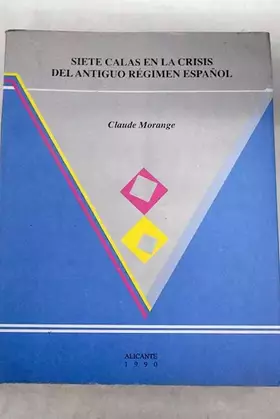 SIETE CALAS EN LA CRISIS
DEL ANTIGUO RÉGIMEN ESPAÑOL
Claude Morange
ALICANTE
1990